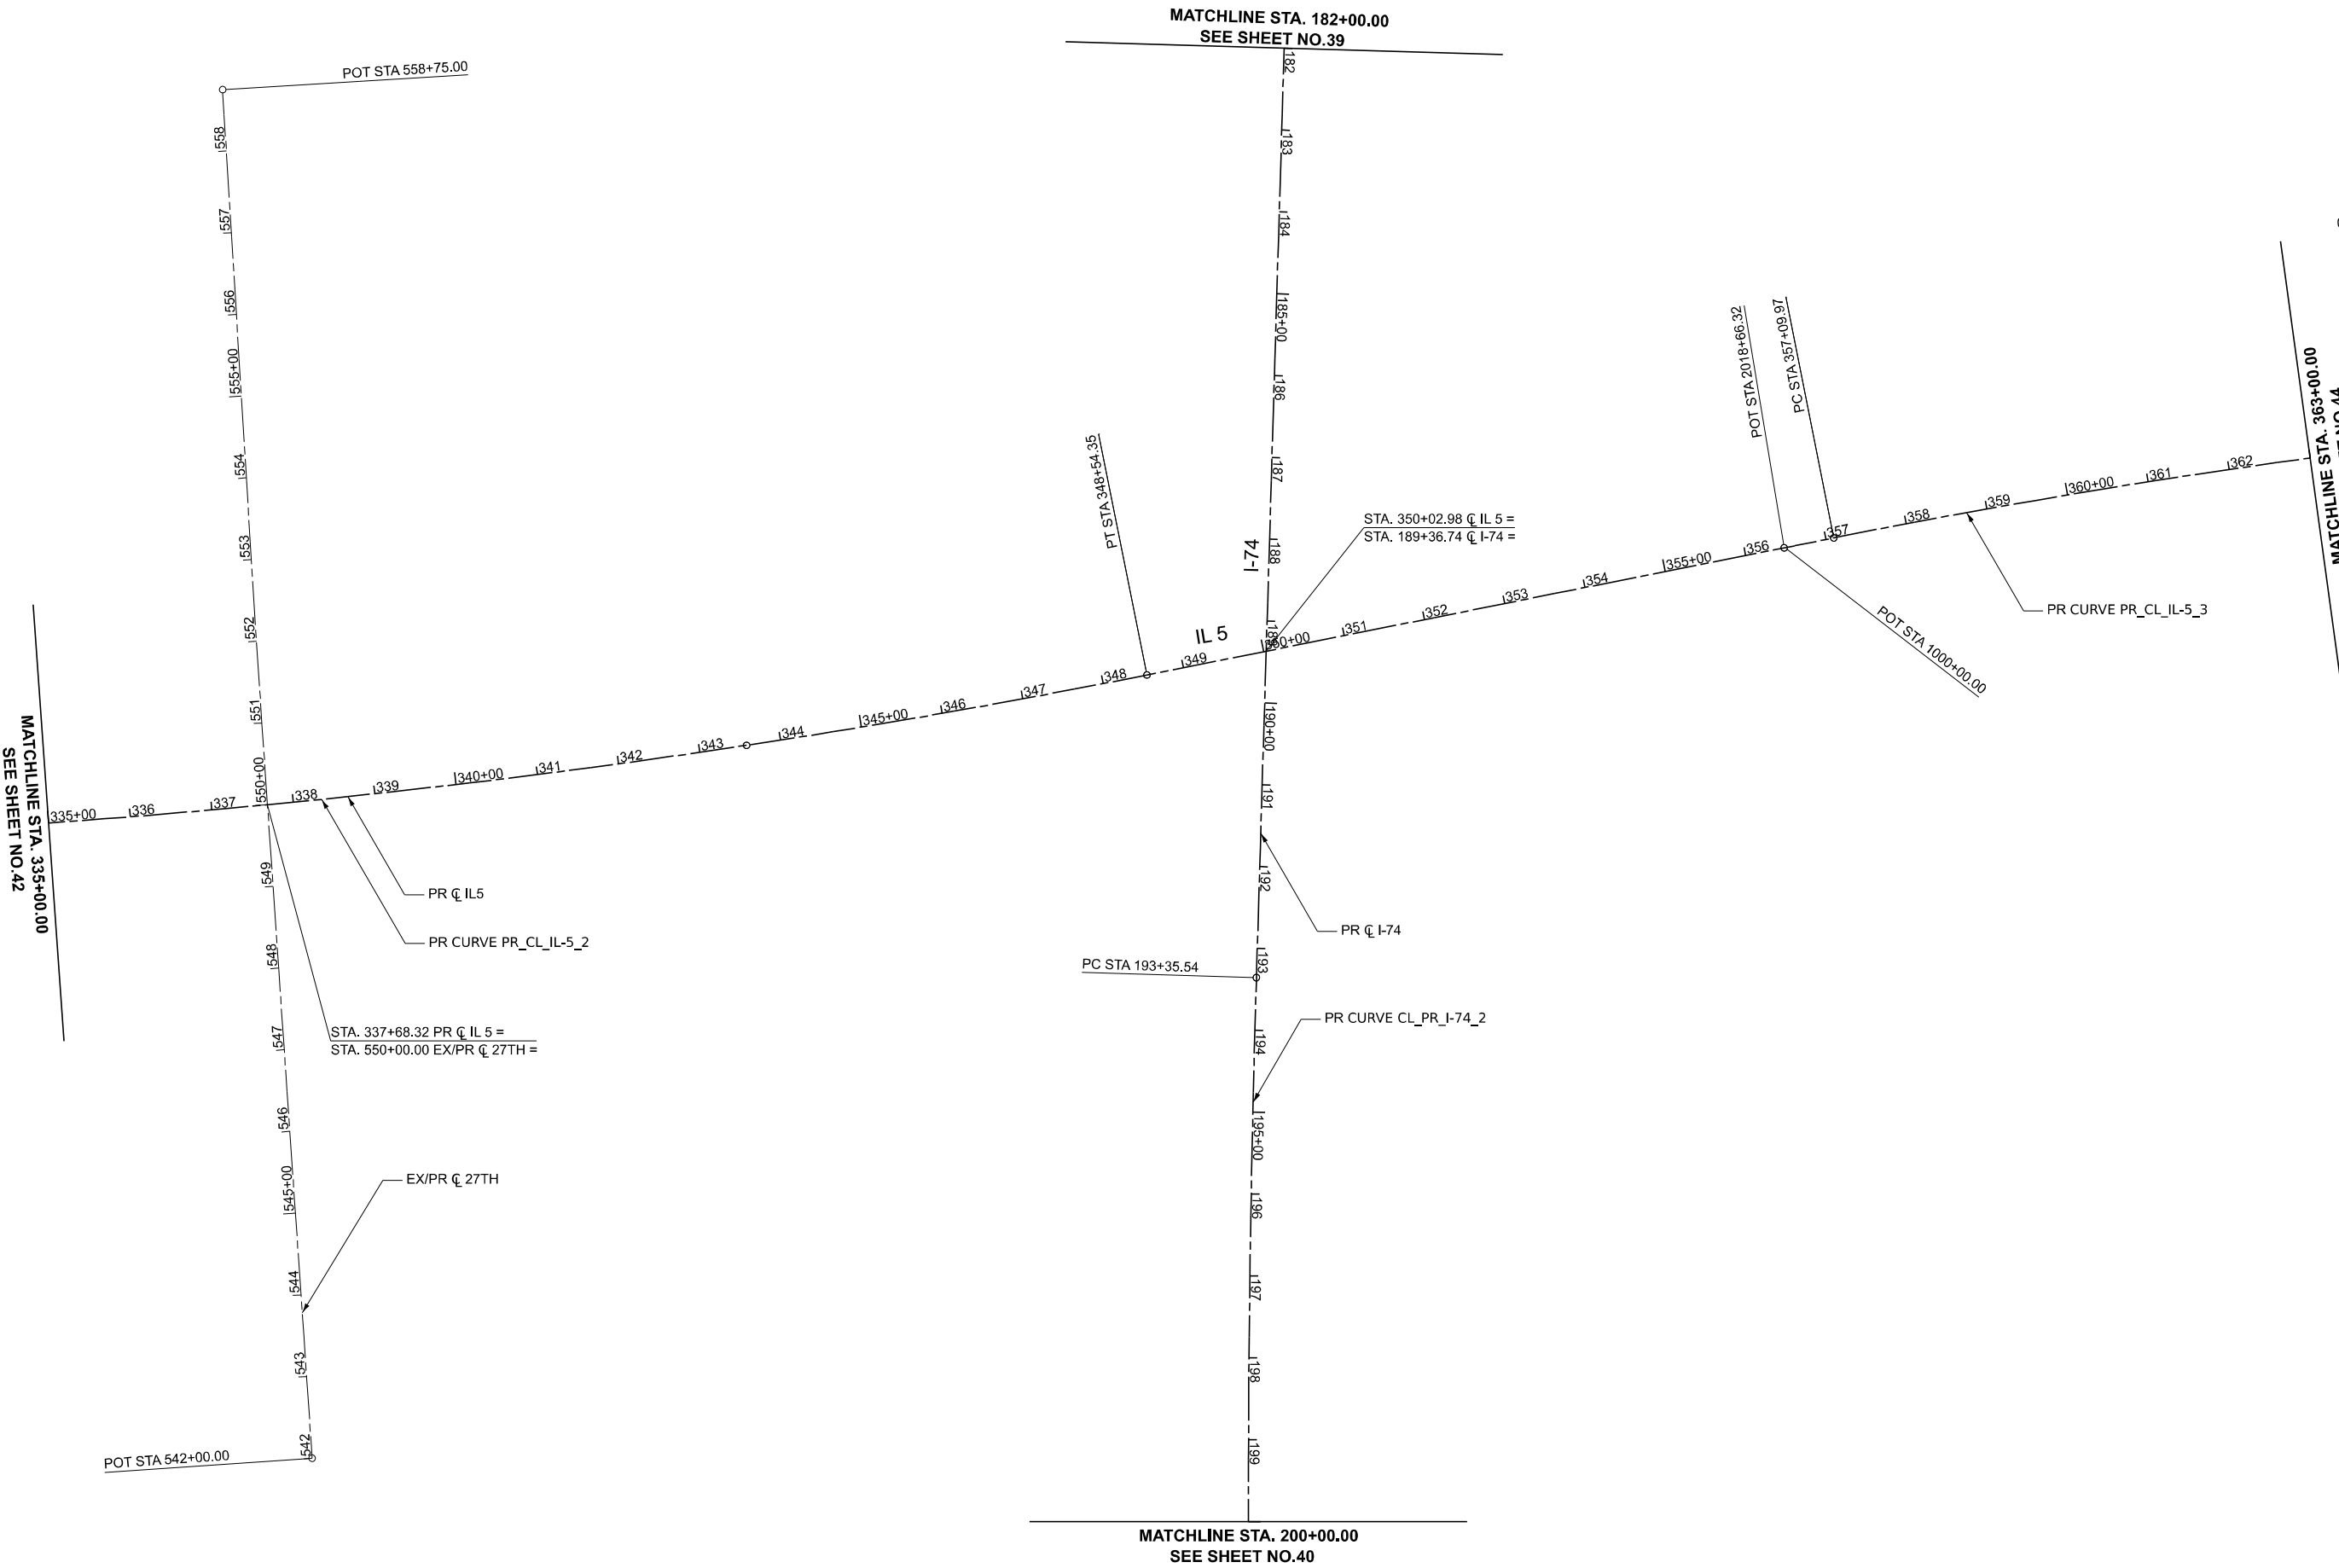 MATCHLINE STA. 182+00.00
SEE SHEET NO.39
POT STA 558+75.00
558
557
556
555+00
554
553
552
551
550+00
549
548
547
546
545+00
544
543
542
POT STA 542+00.00
182
183
184
185+00
186
187
188
189
190+00
191
192
193
194
195+00
196
197
198
199
I-74
IL 5
MATCHLINE STA. 335+00.00
SEE SHEET NO.42
335+00
336
337
338
339
340+00
341
342
343
344
345+00
346
347
348
349
350+00
351
352
353
354
355+00
356
357
358
359
360+00
361
362
PT STA 348+54.35
STA. 350+02.98 ℄ IL 5 =
STA. 189+36.74 ℄ I-74 =
POT STA 2018+66.32
PC STA 357+09.97
POT STA 1000+00.00
PR CURVE PR_CL_IL-5_3
MATCHLINE STA. 363+00.00
PR ℄ IL5
PR CURVE PR_CL_IL-5_2
STA. 337+68.32 PR ℄ IL 5 =
STA. 550+00.00 EX/PR ℄ 27TH =
EX/PR ℄ 27TH
PR ℄ I-74
PC STA 193+35.54
PR CURVE CL_PR_I-74_2
MATCHLINE STA. 200+00.00
SEE SHEET NO.40